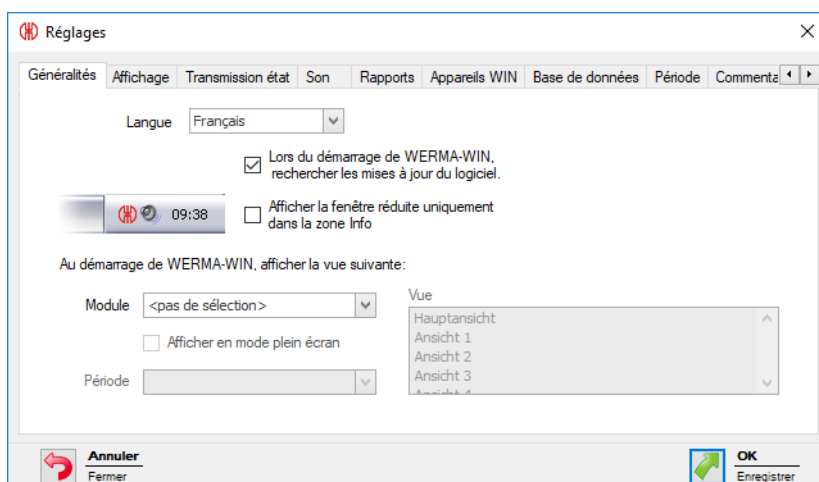 Réglages
Généralités Affichage Transmission état Son Rapports Appareils WIN Base de données Période Commenta
Langue Français
Lors du démarrage de WERMA-WIN,
rechercher les mises à jour du logiciel.
09:38
Afficher la fenêtre réduite uniquement
dans la zone Info
Au démarrage de WERMA-WIN, afficher la vue suivante:
Vue
Module <pas de sélection>
Hauptansicht
Ansicht 1
Afficher en mode plein écran
Ansicht 2
Ansicht 3
Période
Ansicht 4
Annuler
Fermer
OK
Enregistrer